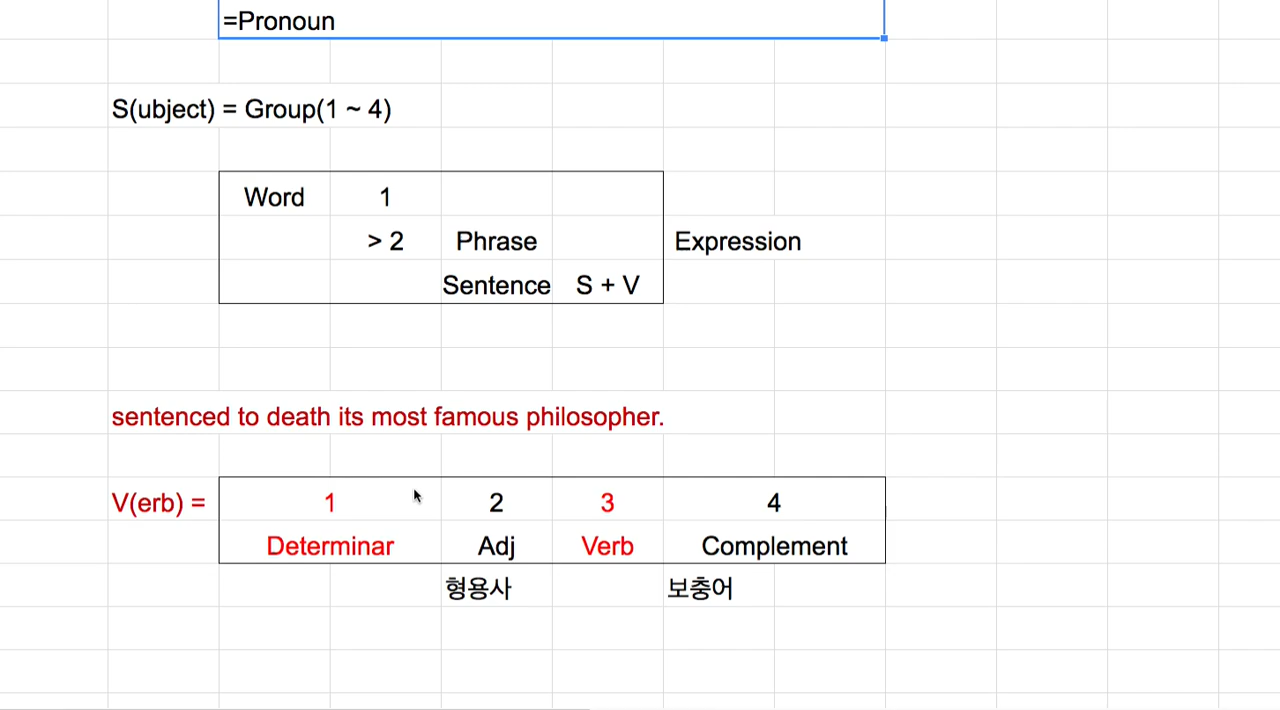 =Pronoun
S(ubject) = Group(1 ~ 4)
Word 1
> 2 Phrase Expression
Sentence S + V
sentenced to death its most famous philosopher.
V(erb) = 1 2 3 4
Determinar Adj Verb Complement
형용사 보충어